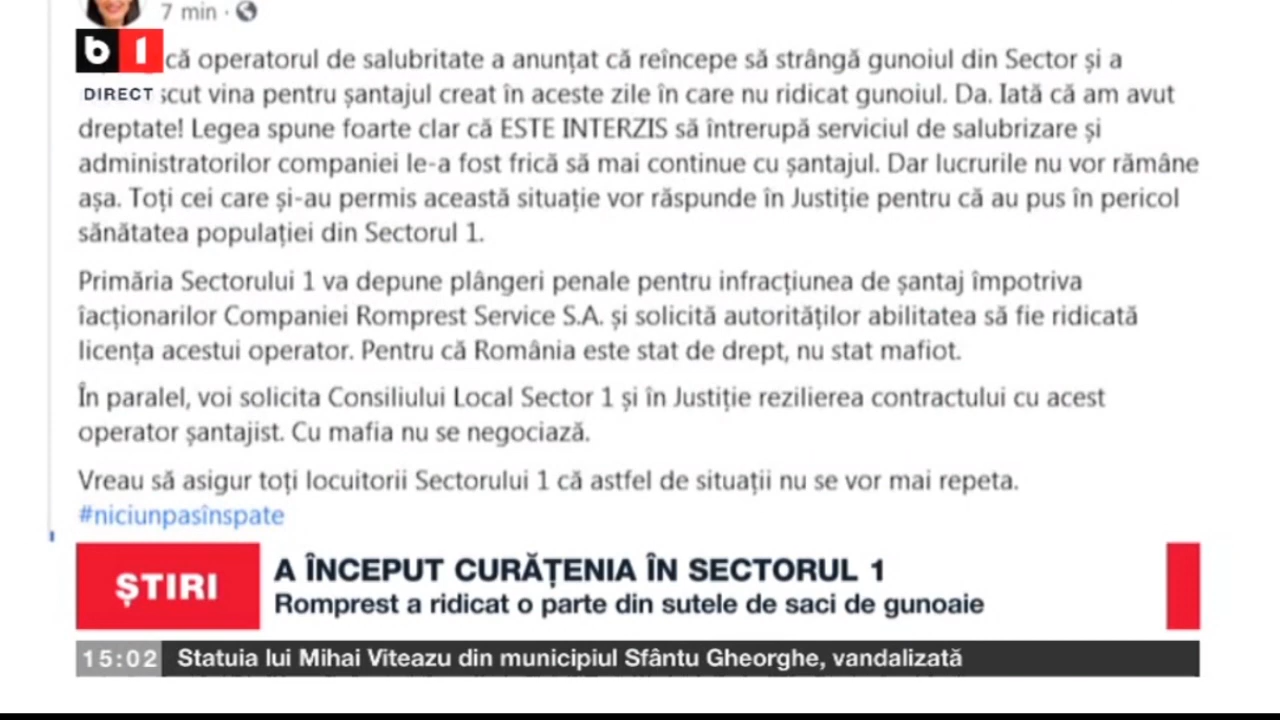 7 min ·
b 1
DIRECT
că operatorul de salubritate a anunțat că reîncepe să strângă gunoiul din Sector și a
scut vina pentru șantajul creat în aceste zile în care nu ridicat gunoiul. Da. Iată că am avut
dreptate! Legea spune foarte clar că ESTE INTERZIS să întrerupă serviciul de salubrizare și
administratorilor companiei le-a fost frică să mai continue cu șantajul. Dar lucrurile nu vor rămâne
așa. Toți cei care și-au permis această situație vor răspunde în Justiție pentru că au pus în pericol
sănătatea populației din Sectorul 1.
Primăria Sectorului 1 va depune plângeri penale pentru infracțiunea de șantaj împotriva
îacționarilor Companiei Romprest Service S.A. și solicită autorităților abilitatea să fie ridicată
licența acestui operator. Pentru că România este stat de drept, nu stat mafiot.
În paralel, voi solicita Consiliului Local Sector 1 și în Justiție rezilierea contractului cu acest
operator șantajist. Cu mafia nu se negociază.
Vreau să asigur toți locuitorii Sectorului 1 că astfel de situații nu se vor mai repeta.
#niciunpasînspate
ȘTIRI
A ÎNCEPUT CURĂȚENIA ÎN SECTORUL 1
Romprest a ridicat o parte din sutele de saci de gunoaie
15:02 Statuia lui Mihai Viteazu din municipiul Sfântu Gheorghe, vandalizată